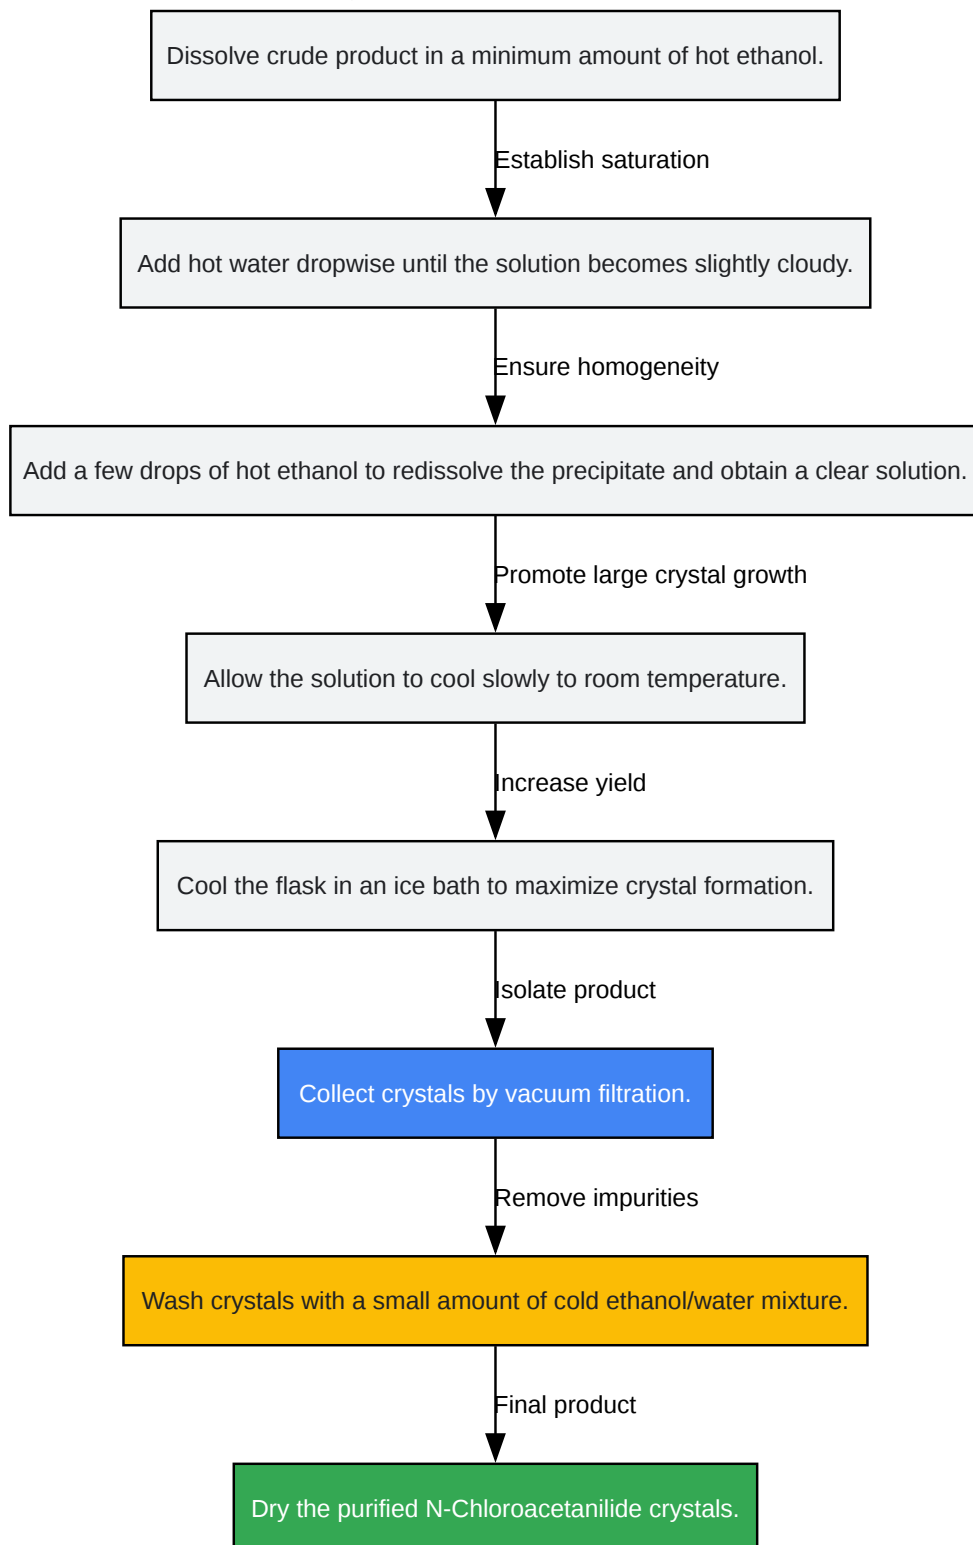 Dissolve crude product in a minimum amount of hot ethanol.
Establish saturation
Add hot water dropwise until the solution becomes slightly cloudy.
Ensure homogeneity
Add a few drops of hot ethanol to redissolve the precipitate and obtain a clear solution.
Promote large crystal growth
Allow the solution to cool slowly to room temperature.
Increase yield
Cool the flask in an ice bath to maximize crystal formation.
Isolate product
Collect crystals by vacuum filtration.
Remove impurities
Wash crystals with a small amount of cold ethanol/water mixture.
Final product
Dry the purified N-Chloroacetanilide crystals.